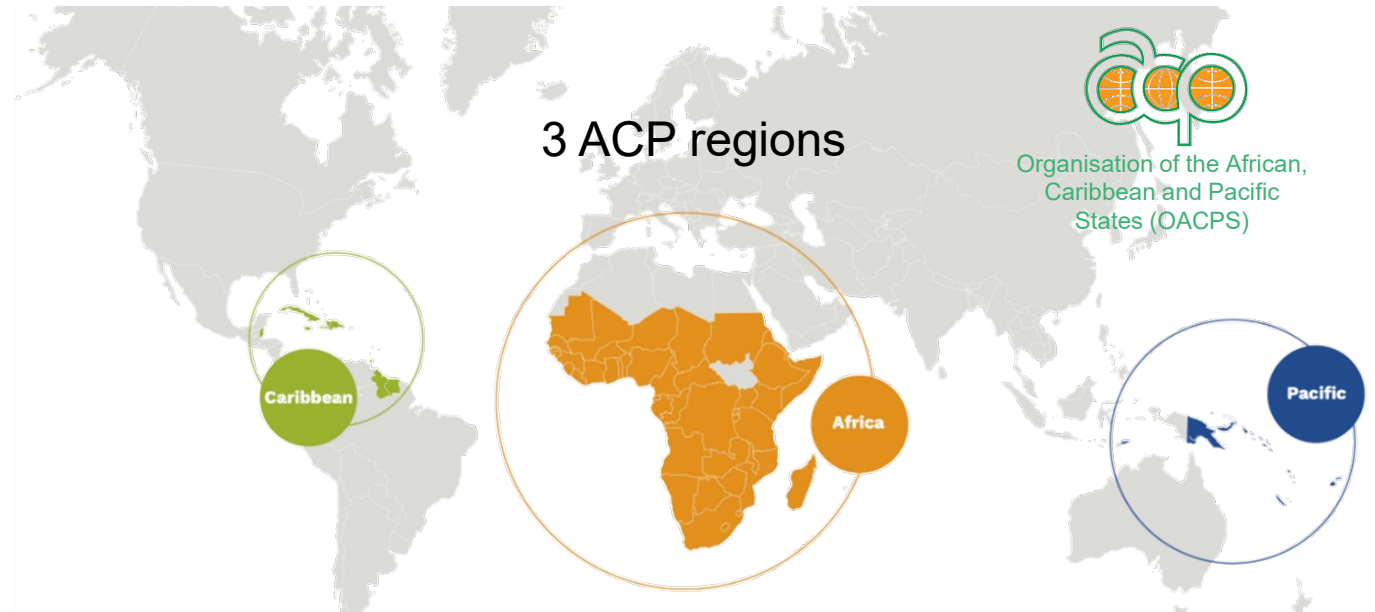 3 ACP regions
acp
Organisation of the African,
Caribbean and Pacific
States (OACPS)
Caribbean
Africa
Pacific